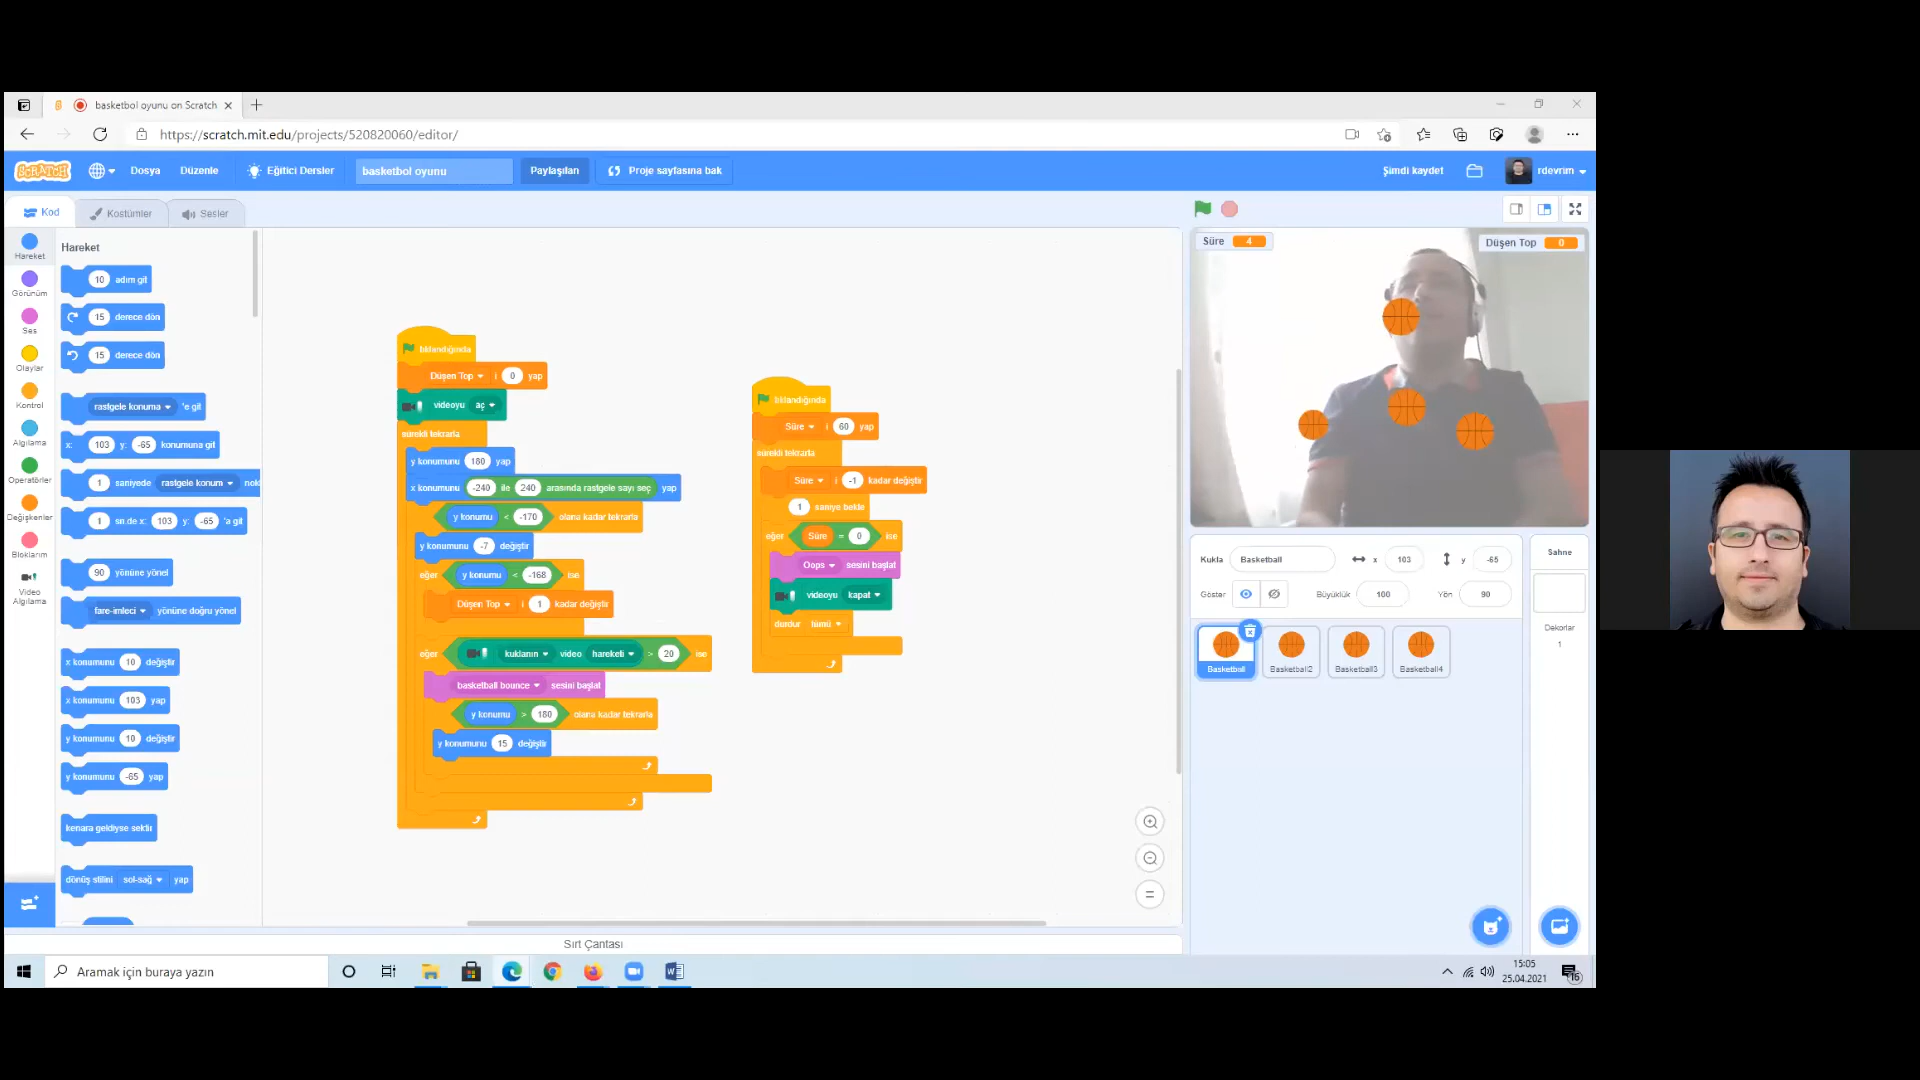 basketbol oyunu on Scratch
https://scratch.mit.edu/projects/520820060/editor/
SCRATCH
Dosya
Düzenle
Eğitici Dersler
basketbol oyunu
Paylaşılan
Proje sayfasına bak
Şimdi kaydet
rdevrim
Kod
Kostümler
Sesler
Hareket
Görünüm
Ses
Olaylar
Kontrol
Algılama
Operatörler
Değişkenler
Bloklarım
Video Algılama
Hareket
10 adım git
15 derece dön
15 derece dön
rastgele konuma 'e git
x: 103 y: -65 konumuna git
1 saniyede rastgele konum
1 sn.de x: 103 y: -65 'a git
90 yönüne yönel
fare-imleci yönüne doğru yönel
x konumunu 10 değiştir
x konumunu 103 yap
y konumunu 10 değiştir
y konumunu -65 yap
kenara geldiyse sektir
dönüş stilini sol-sağ yap
tıklandığında
Düşen Top i 0 yap
videoyu aç
sürekli tekrarla
y konumunu 180 yap
x konumunu -240 ile 240 arasında rastgele sayı seç yap
y konumu < -170 olana kadar tekrarla
y konumunu -7 değiştir
eğer y konumu < -168 ise
Düşen Top i 1 kadar değiştir
eğer kuklanın video hareketi > 20 ise
basketball bounce sesini başlat
y konumu > 180 olana kadar tekrarla
y konumunu 15 değiştir
tıklandığında
Süre i 60 yap
sürekli tekrarla
Süre i -1 kadar değiştir
1 saniye bekle
eğer Süre = 0 ise
Oops sesini başlat
videoyu kapat
durdur tümü
Sırt Çantası
Süre 4
Düşen Top 0
Kukla Basketball x 103 y -65
Göster Büyüklük 100 Yön 90
Basketball
Basketball2
Basketball3
Basketball4
Sahne
Dekorlar
1
Aramak için buraya yazın
15:05
25.04.2021
16